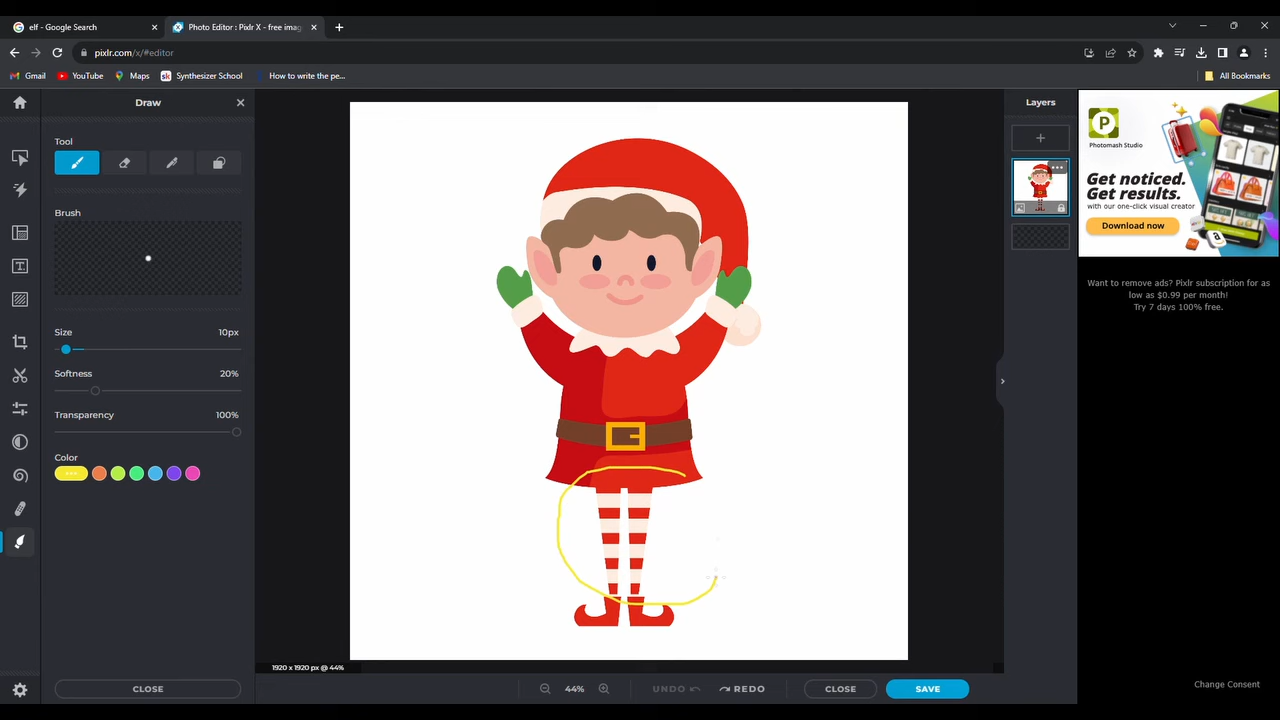 elf - Google Search
Photo Editor : Pixlr X - free imag
pixlr.com/x/#editor
Gmail
YouTube
Maps
sk
Synthesizer School
How to write the pe...
All Bookmarks
Draw
Tool
Brush
Size
10px
Softness
20%
Transparency
100%
Color
CLOSE
1920 x 1920 px @ 44%
44%
UNDO
REDO
CLOSE
SAVE
Layers
P
Photomash Studio
Get noticed.
Get results.
with our one-click visual creator
Download now
Want to remove ads? Pixlr subscription for as
low as $0.99 per month!
Try 7 days 100% free.
Change Consent